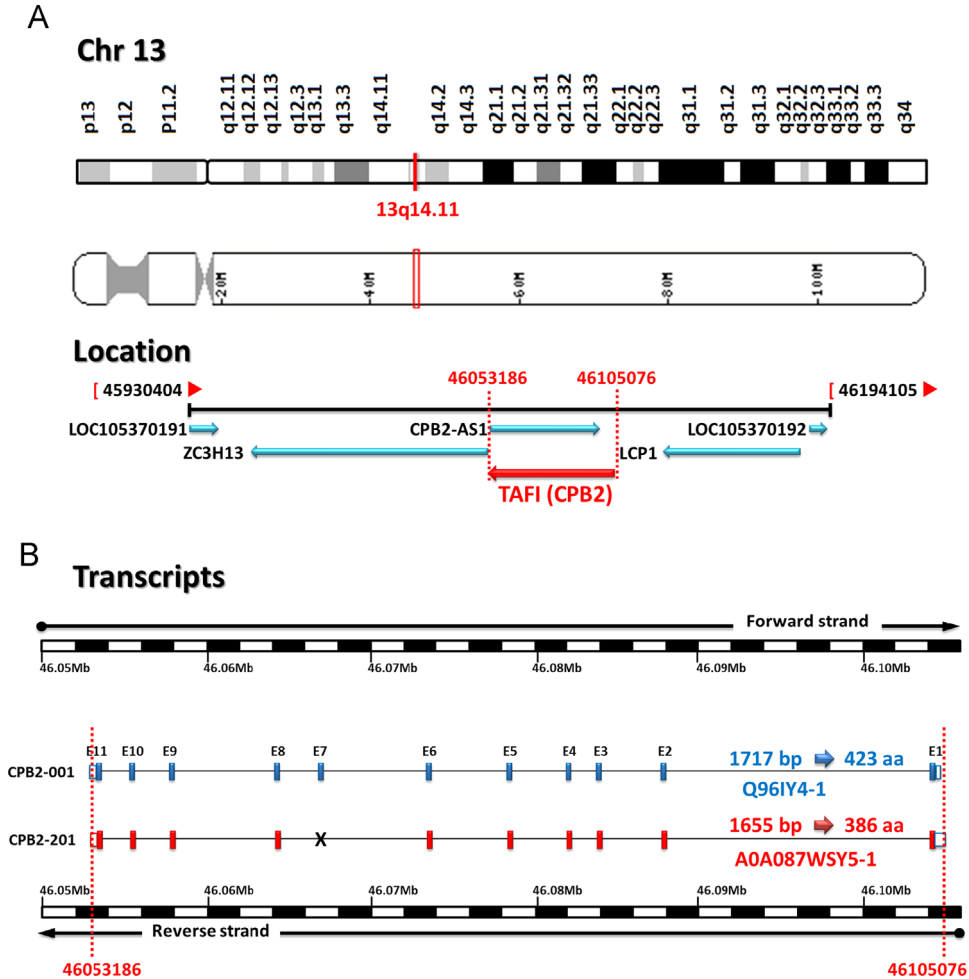 A
Chr 13
p13 p12 P11.2 q12.11 q12.12 q12.13 q12.3 q13.1 q13.3 q14.11 q14.2 q14.3 q21.1 q21.2 q21.31 q21.32 q21.33 q22.1 q22.2 q22.3 q31.1 q31.2 q31.3 q32.1 q32.2 q32.3 q33.1 q33.2 q33.3 q34
13q14.11
20M 40M 60M 80M 100M
Location
46053186 46105076
[ 45930404 [ 46194105
LOC105370191 CPB2-AS1 LOC105370192
ZC3H13 LCP1
TAFI (CPB2)
B
Transcripts
Forward strand
46.05Mb 46.06Mb 46.07Mb 46.08Mb 46.09Mb 46.10Mb
E11 E10 E9 E8 E7 E6 E5 E4 E3 E2 E1
1717 bp 423 aa
CPB2-001
Q96IY4-1
1655 bp 386 aa
CPB2-201 X
A0A087WSY5-1
46.05Mb 46.06Mb 46.07Mb 46.08Mb 46.09Mb 46.10Mb
Reverse strand
46053186 46105076